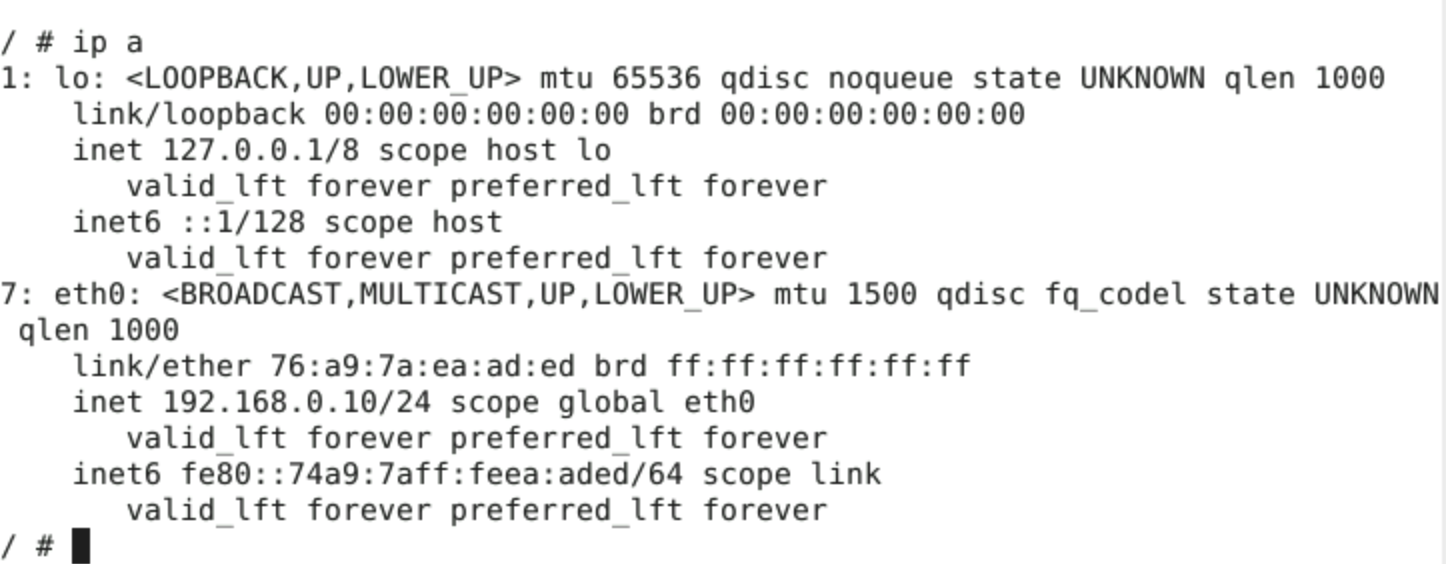 / # ip a
1: lo: <LOOPBACK,UP,LOWER_UP> mtu 65536 qdisc noqueue state UNKNOWN qlen 1000
    link/loopback 00:00:00:00:00:00 brd 00:00:00:00:00:00
    inet 127.0.0.1/8 scope host lo
       valid_lft forever preferred_lft forever
    inet6 ::1/128 scope host
       valid_lft forever preferred_lft forever
7: eth0: <BROADCAST,MULTICAST,UP,LOWER_UP> mtu 1500 qdisc fq_codel state UNKNOWN
 qlen 1000
    link/ether 76:a9:7a:ea:ad:ed brd ff:ff:ff:ff:ff:ff
    inet 192.168.0.10/24 scope global eth0
       valid_lft forever preferred_lft forever
    inet6 fe80::74a9:7aff:feea:aded/64 scope link
       valid_lft forever preferred_lft forever
/ #